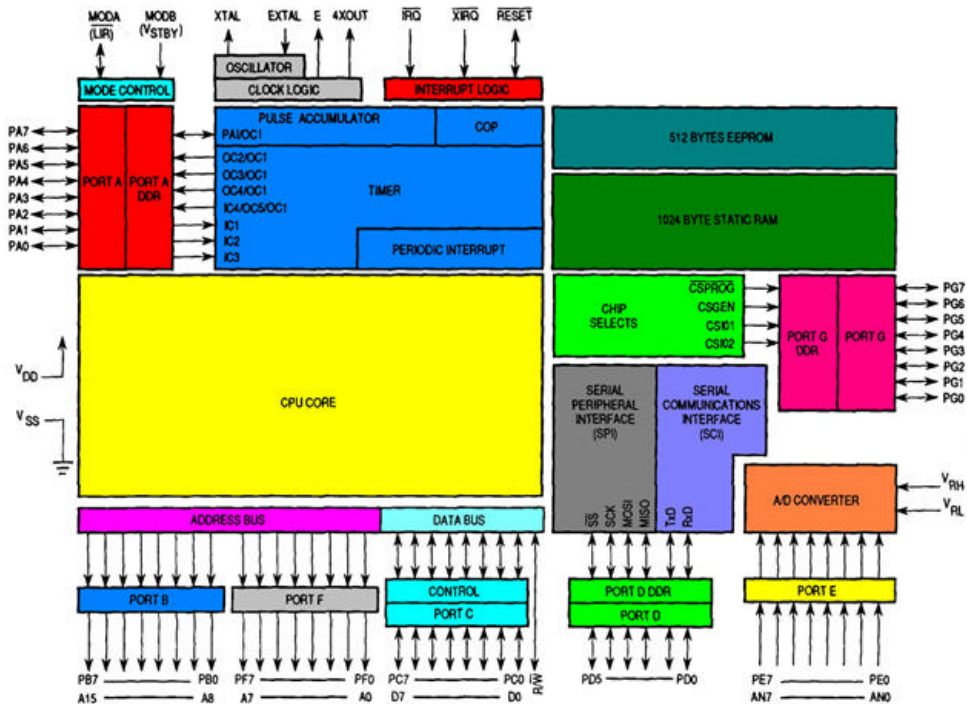 MODA
(LIR)
MODB
(VSTBY)
XTAL
EXTAL
E
4XOUT
IRQ
XIRQ
RESET
OSCILLATOR
MODE CONTROL
CLOCK LOGIC
INTERRUPT LOGIC
PA7
PA6
PA5
PA4
PA3
PA2
PA1
PA0
PORT A
PORT A
DDR
PULSE ACCUMULATOR
PAI/OC1
COP
OC2/OC1
OC3/OC1
OC4/OC1
IC4/OC5/OC1
IC1
IC2
IC3
TIMER
PERIODIC INTERRUPT
512 BYTES EEPROM
1024 BYTE STATIC RAM
CHIP
SELECTS
CSPROG
CSGEN
CSI01
CSI02
PORT G
DDR
PORT G
PG7
PG6
PG5
PG4
PG3
PG2
PG1
PG0
VDD
VSS
CPU CORE
SERIAL
PERIPHERAL
INTERFACE
(SPI)
SERIAL
COMMUNICATIONS
INTERFACE
(SCI)
SS
SCK
MOSI
MISO
TxD
RxD
A/D CONVERTER
VRH
VRL
ADDRESS BUS
DATA BUS
PORT B
PORT F
CONTROL
PORT C
PORT D DDR
PORT D
PORT E
PB7
PB0
PF7
PF0
PC7
PC0
R/W
PD5
PD0
PE7
PE0
A15
A8
A7
A0
D7
D0
AN7
AN0